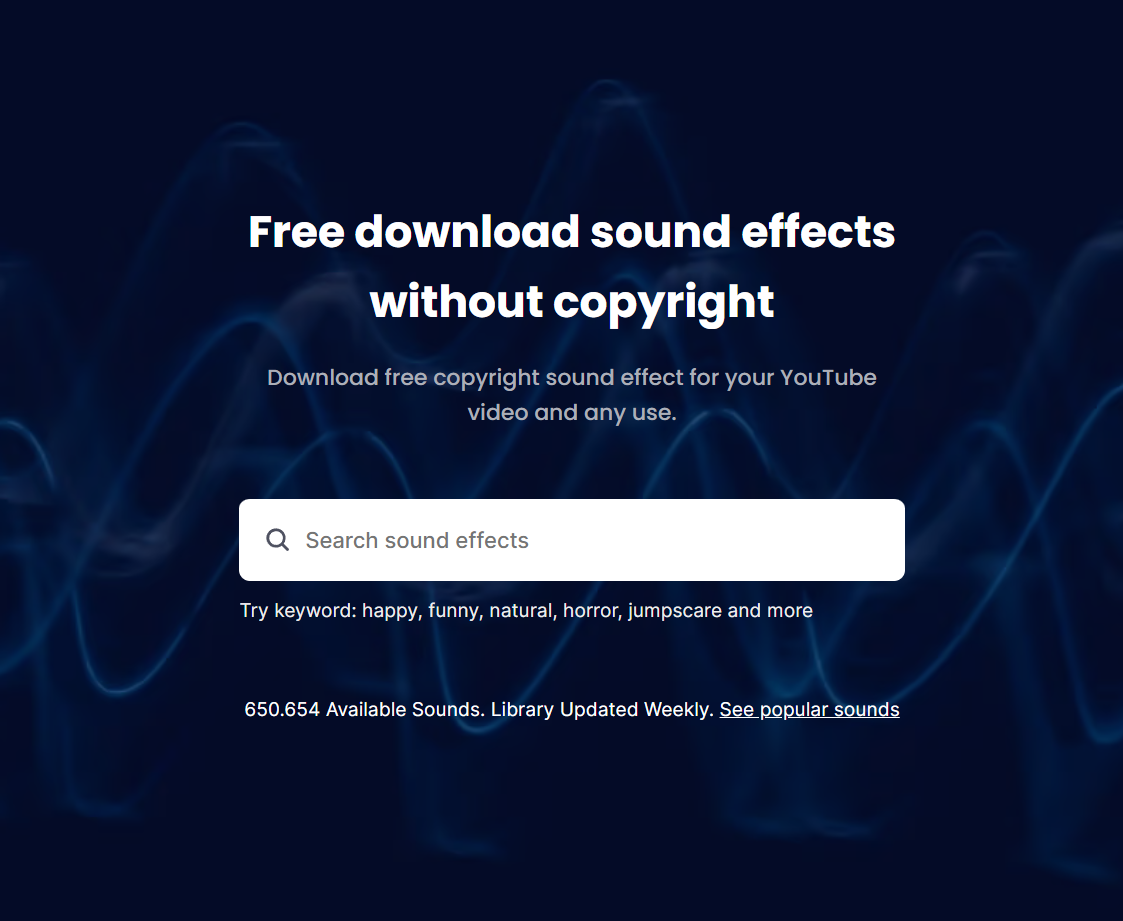 Free download sound effects
without copyright
Download free copyright sound effect for your YouTube
video and any use.
Search sound effects
Try keyword: happy, funny, natural, horror, jumpscare and more
650.654 Available Sounds. Library Updated Weekly. See popular sounds